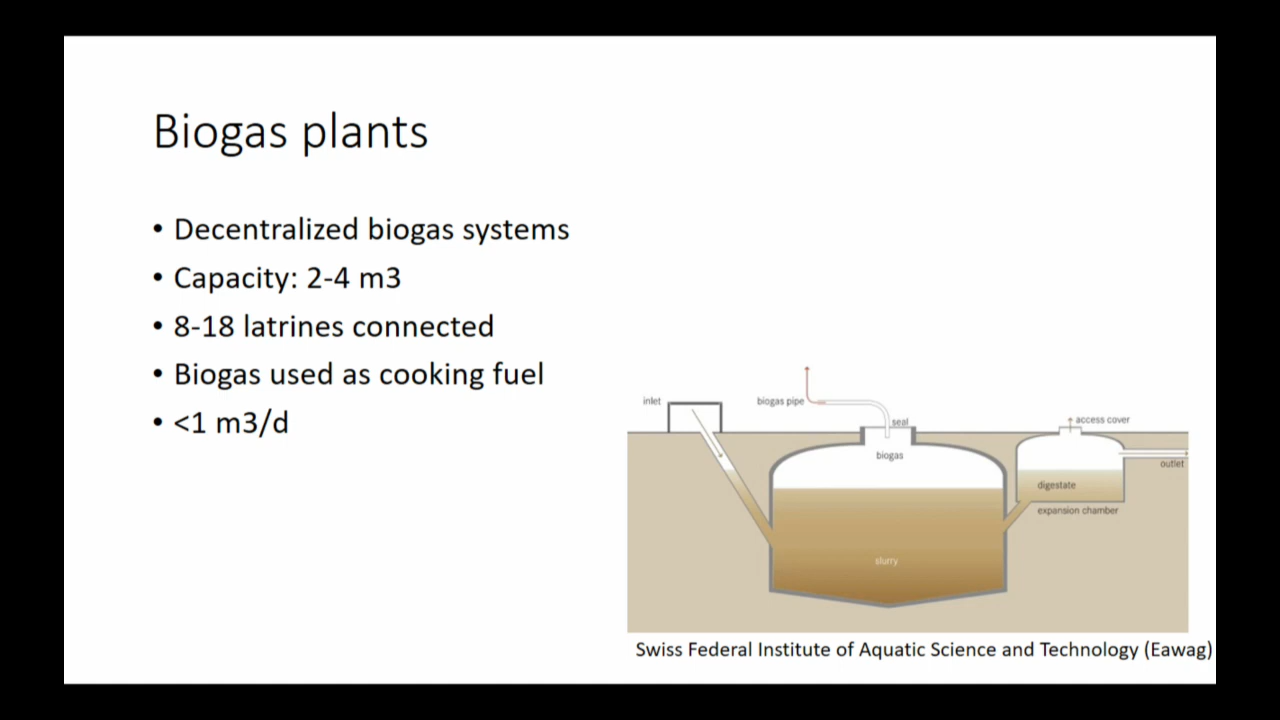 Biogas plants
• Decentralized biogas systems
• Capacity: 2-4 m3
• 8-18 latrines connected
• Biogas used as cooking fuel
• <1 m3/d
inlet
biogas pipe
seal
access cover
biogas
outlet
digestate
expansion chamber
slurry
Swiss Federal Institute of Aquatic Science and Technology (Eawag)